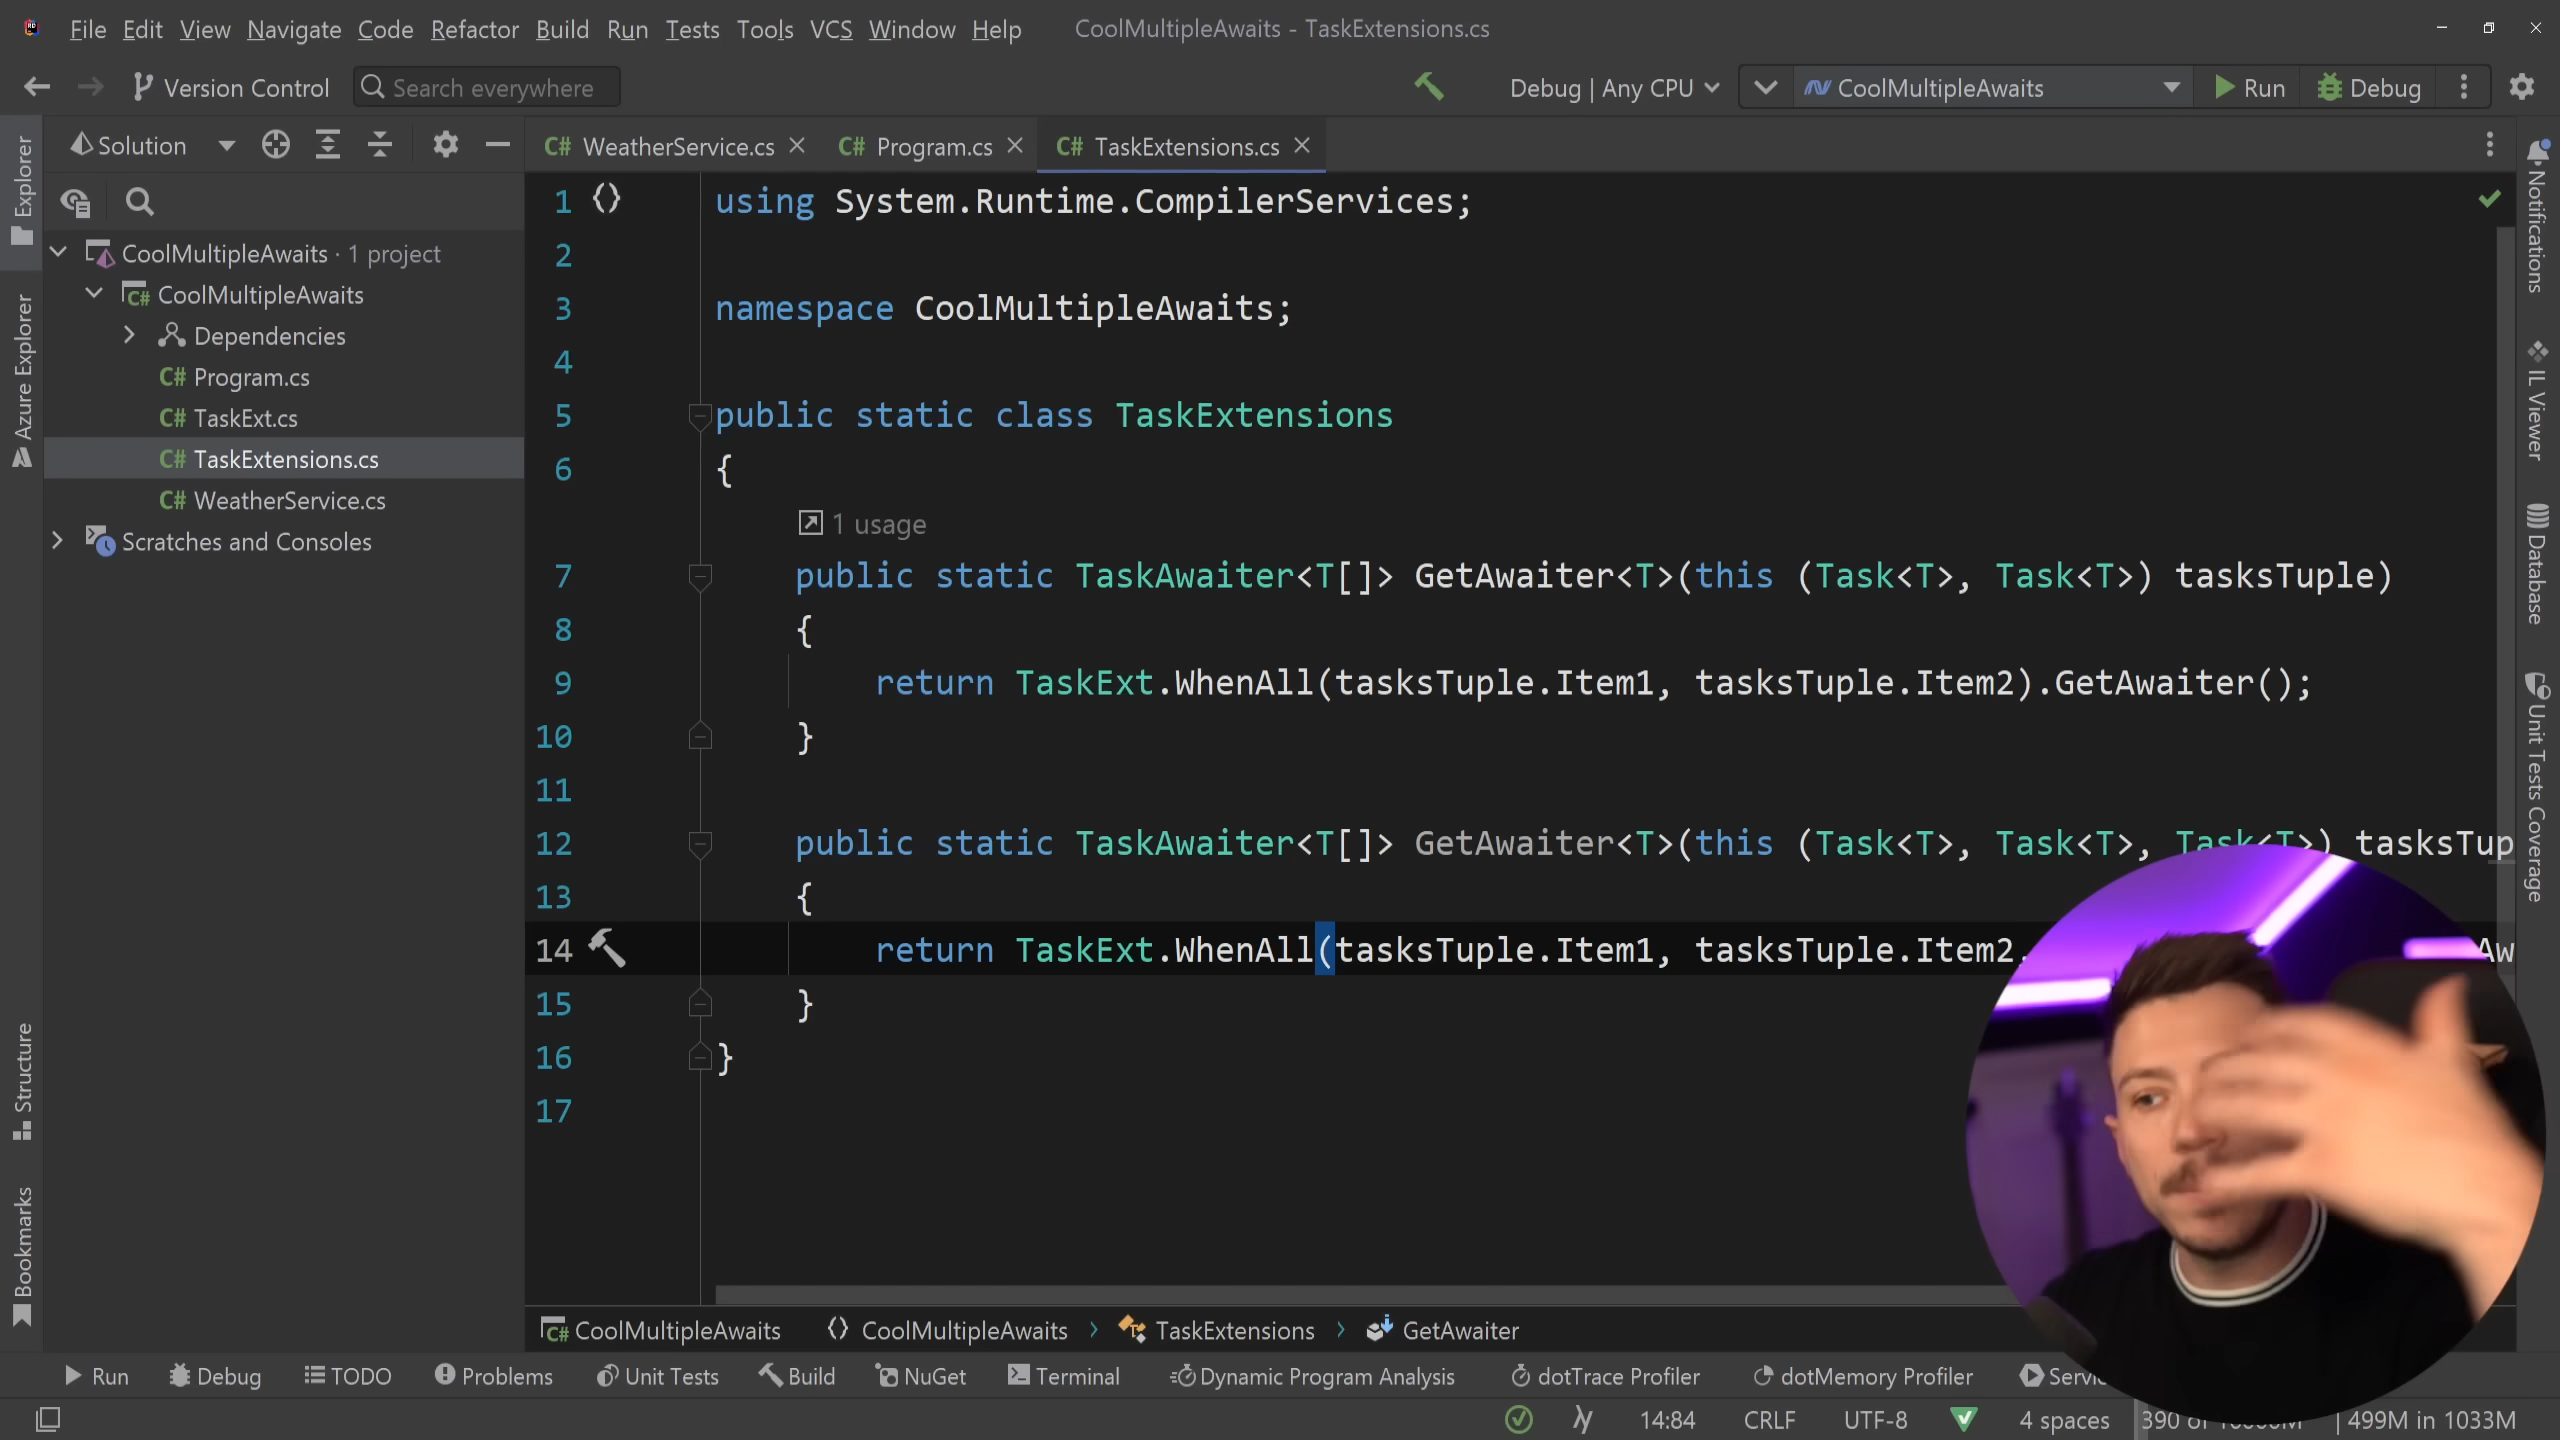 File Edit View Navigate Code Refactor Build Run Tests Tools VCS Window Help CoolMultipleAwaits - TaskExtensions.cs
Version Control Search everywhere Debug | Any CPU CoolMultipleAwaits Run Debug
Solution
WeatherService.cs Program.cs TaskExtensions.cs
Explorer
Azure Explorer
Structure
Bookmarks
CoolMultipleAwaits · 1 project
CoolMultipleAwaits
Dependencies
C# Program.cs
C# TaskExt.cs
C# TaskExtensions.cs
C# WeatherService.cs
Scratches and Consoles
1 using System.Runtime.CompilerServices;
2
3 namespace CoolMultipleAwaits;
4
5 public static class TaskExtensions
6 {
1 usage
7 public static TaskAwaiter<T[]> GetAwaiter<T>(this (Task<T>, Task<T>) tasksTuple)
8 {
9 return TaskExt.WhenAll(tasksTuple.Item1, tasksTuple.Item2).GetAwaiter();
10 }
11
12 public static TaskAwaiter<T[]> GetAwaiter<T>(this (Task<T>, Task<T>, Task<T>) tasksTup
13 {
14 return TaskExt.WhenAll(tasksTuple.Item1, tasksTuple.Item2 Aw
15 }
16 }
17
Notifications
IL Viewer
Database
Unit Tests Coverage
CoolMultipleAwaits CoolMultipleAwaits TaskExtensions GetAwaiter
Run Debug TODO Problems Unit Tests Build NuGet Terminal Dynamic Program Analysis dotTrace Profiler dotMemory Profiler
14:84 CRLF UTF-8 4 spaces 499M in 1033M